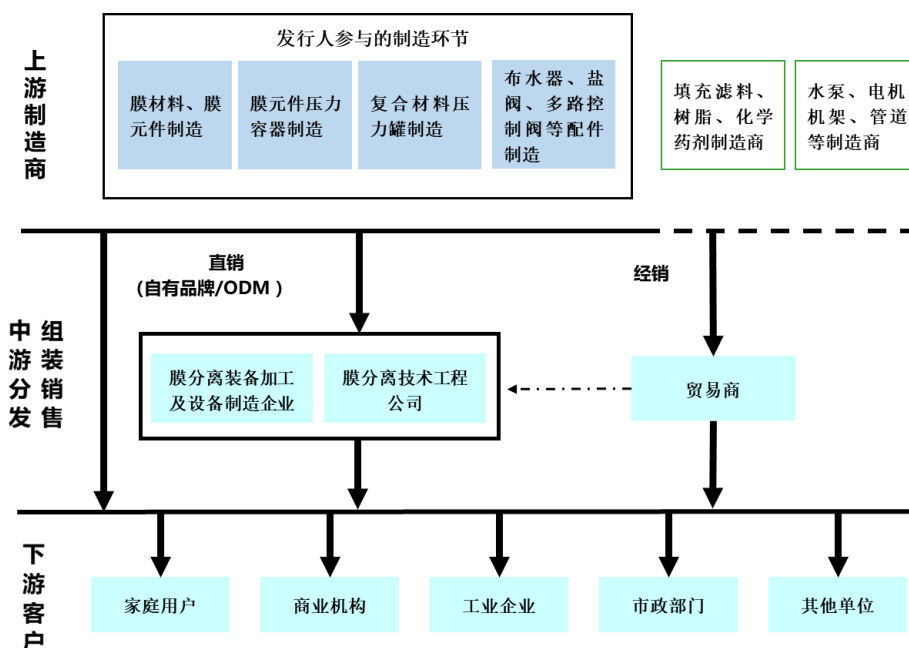 上游制造商
发行人参与的制造环节
膜材料、膜
元件制造
膜元件压力
容器制造
复合材料压
力罐制造
布水器、盐
阀、多路控
制阀等配件
制造
填充滤料、
树脂、化学
药剂制造商
水泵、电机
机架、管道
等制造商
直销
（自有品牌/ODM ）
经销
中游分发
组装销售
膜分离装备加工
及设备制造企业
膜分离技术工程
公司
贸易商
下游客户
家庭用户
商业机构
工业企业
市政部门
其他单位